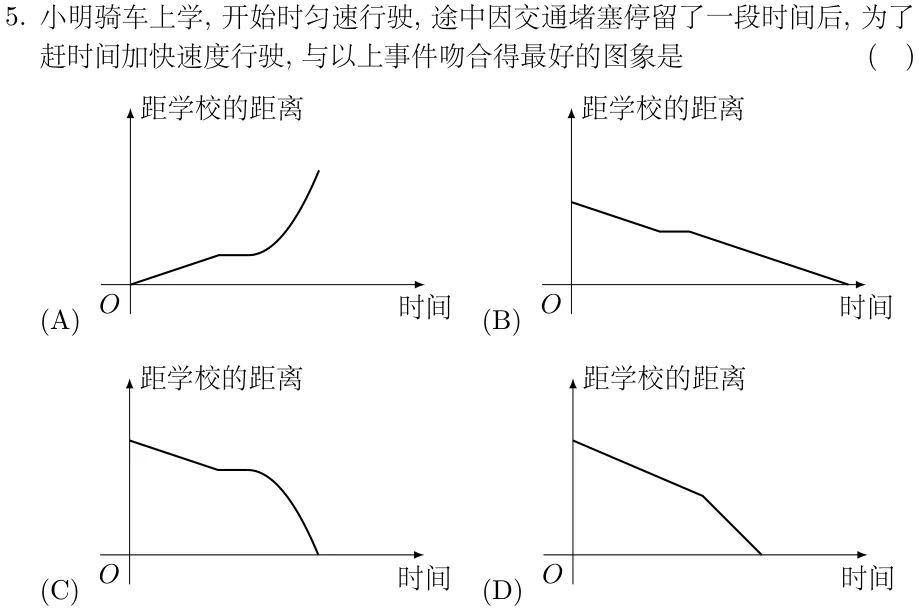 5. 小明骑车上学, 开始时匀速行驶, 途中因交通堵塞停留了一段时间后, 为了
赶时间加快速度行驶, 与以上事件吻合得最好的图象是 ( )
距学校的距离
距学校的距离
O
时间
O
时间
(A)
(B)
距学校的距离
距学校的距离
O
时间
O
时间
(C)
(D)